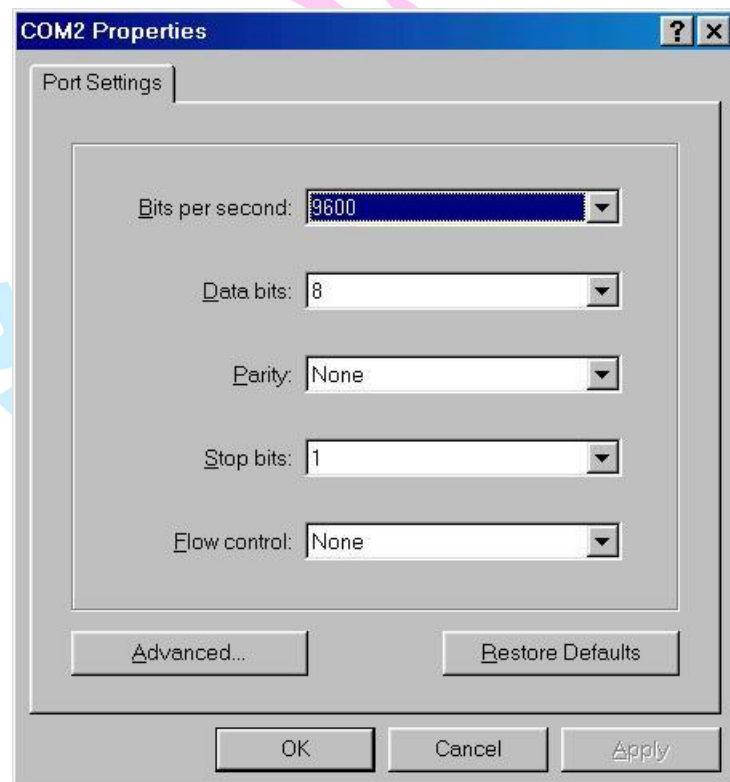 COM2 Properties
Port Settings
Bits per second: 9600
Data bits: 8
Parity: None
Stop bits: 1
Flow control: None
Advanced... Restore Defaults
OK Cancel Apply